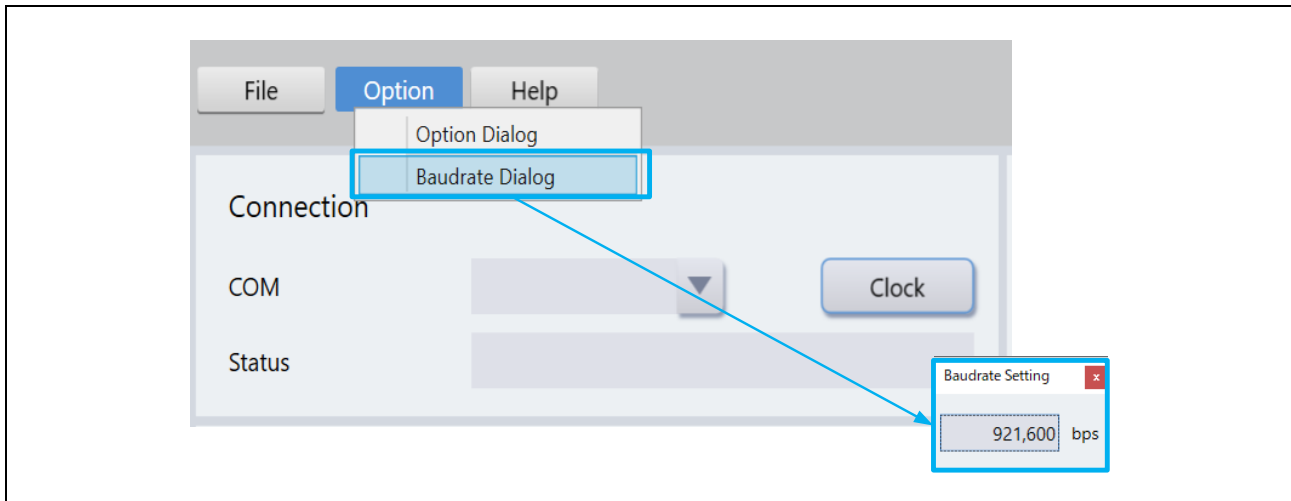 File Option Help
Option Dialog
Baudrate Dialog
Connection
COM Clock
Status
Baudrate Setting x
921,600 bps